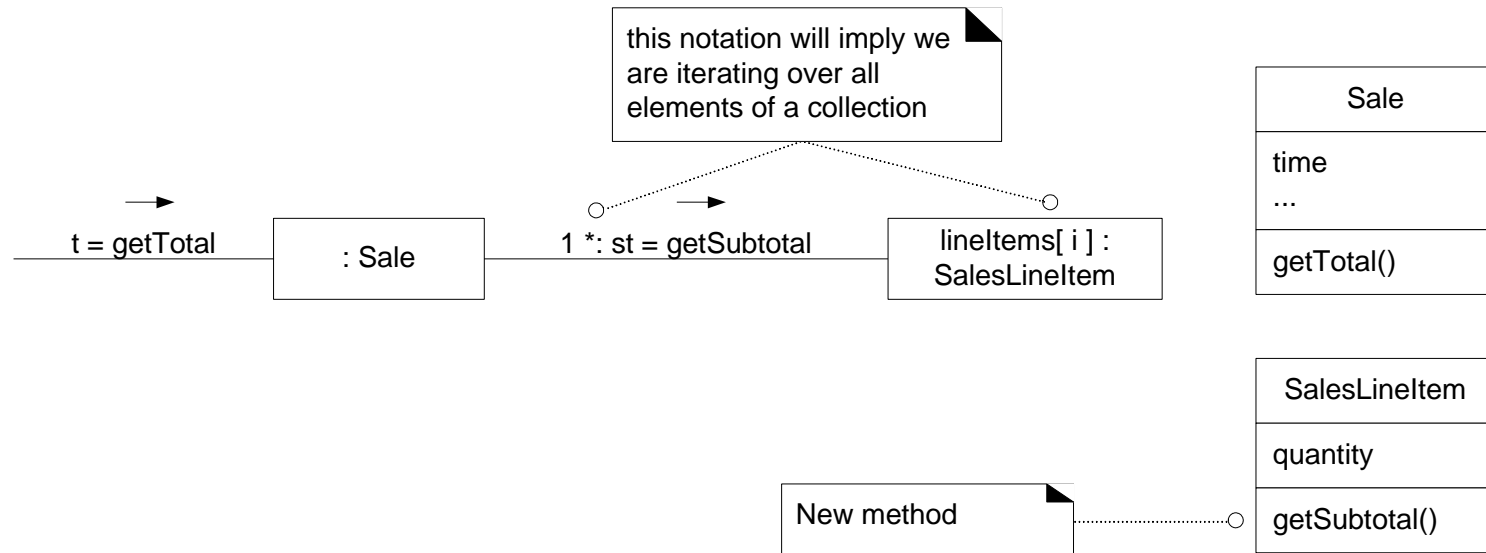 this notation will imply we
are iterating over all
elements of a collection
t = getTotal
: Sale
1 *: st = getSubtotal
lineItems[ i ] :
SalesLineItem
Sale
time
...
getTotal()
SalesLineItem
quantity
getSubtotal()
New method